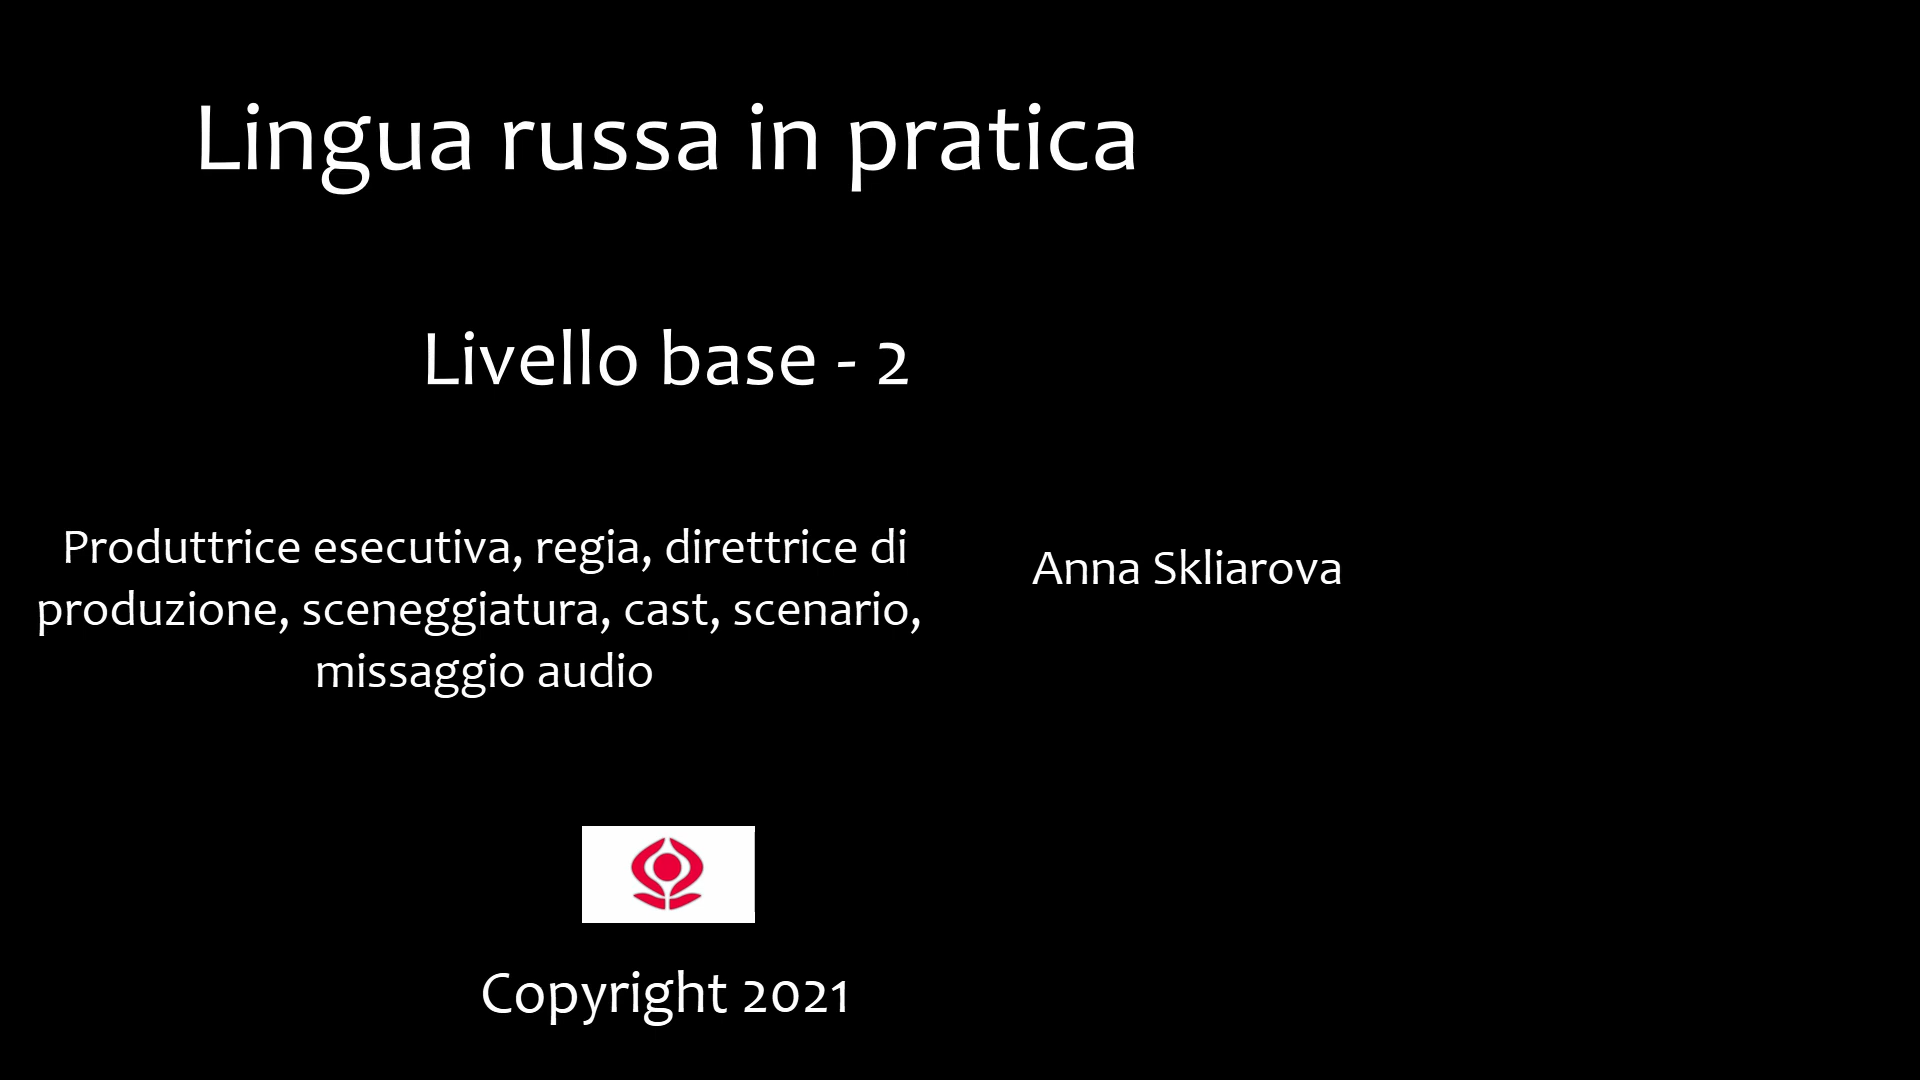 Lingua russa in pratica
Livello base - 2
Produttrice esecutiva, regia, direttrice di
produzione, sceneggiatura, cast, scenario,
missaggio audio
Anna Skliarova
Copyright 2021